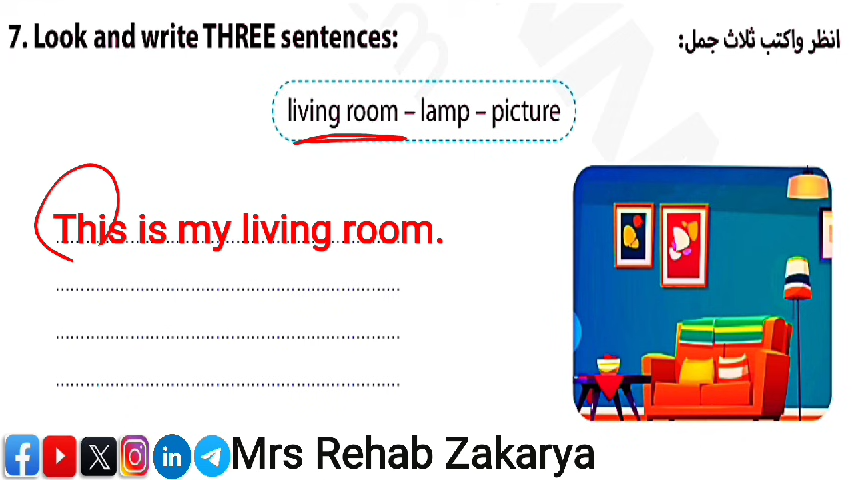 7. Look and write THREE sentences:
انظر واكتب ثلاث جمل:
living room – lamp – picture
This is my living room.
Mrs Rehab Zakarya